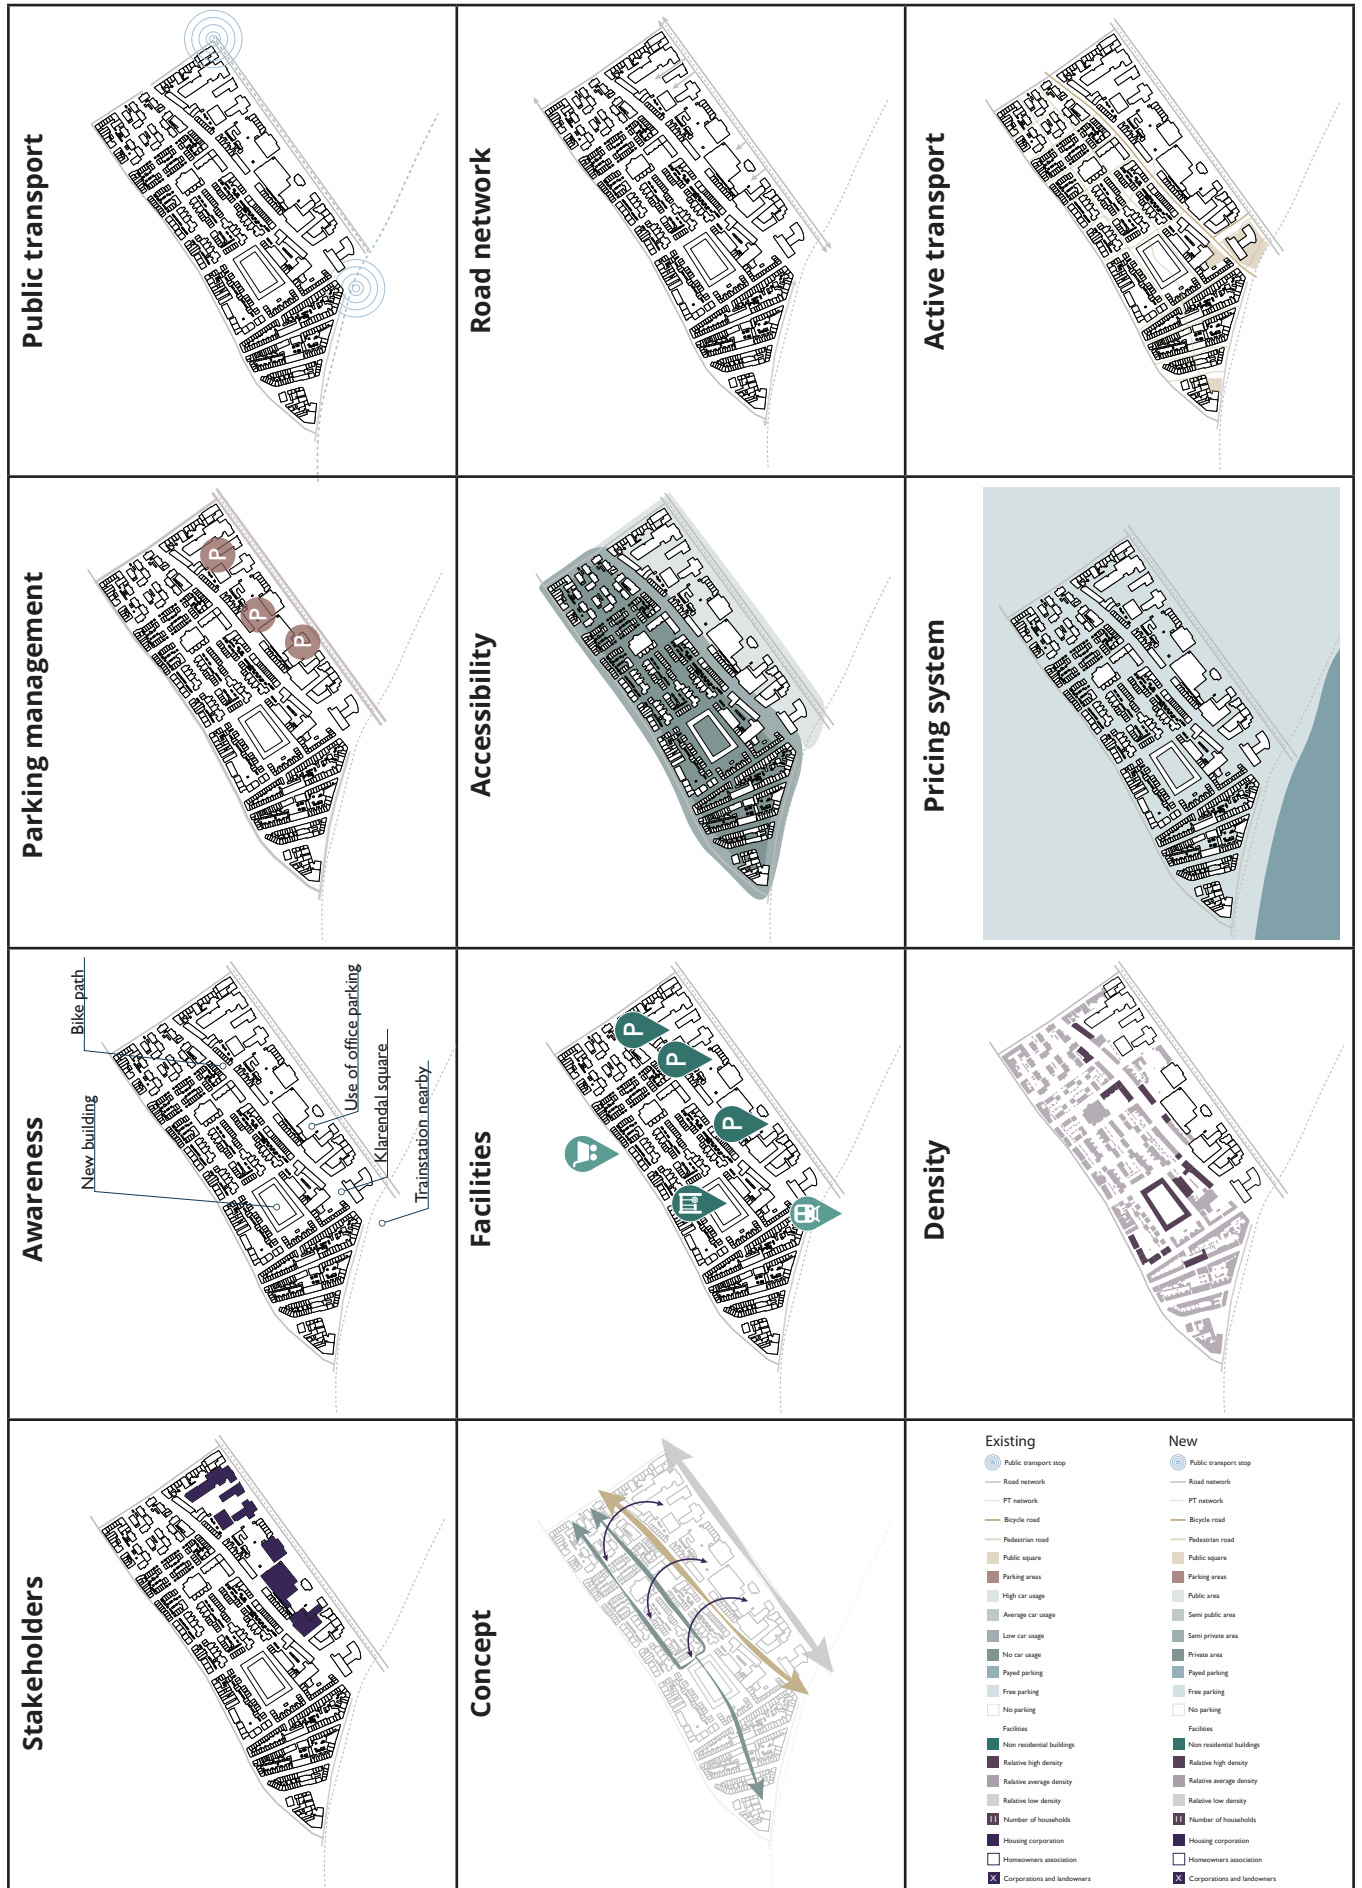 Public transport
Road network
Active transport
Parking management
P
P
P
Accessibility
Pricing system
Awareness
Bike path
New building
Use of office parking
Klarendal square
Trainstation nearby
Facilities
P
P
P
Density
Stakeholders
Concept
Existing
Public transport stop
Road network
PT network
Bicycle road
Pedestrian road
Public square
Parking areas
High car usage
Average car usage
Low car usage
No car usage
Payed parking
Free parking
No parking
Facilities
Non residential buildings
Relative high density
Relative average density
Relative low density
Number of households
Housing corporation
Homeowners association
X Corporations and landowners
New
Public transport stop
Road network
PT network
Bicycle road
Pedestrian road
Public square
Parking areas
Public area
Semi public area
Semi private area
Private area
Payed parking
Free parking
No parking
Facilities
Non residential buildings
Relative high density
Relative average density
Relative low density
Number of households
Housing corporation
Homeowners association
X Corporations and landowners